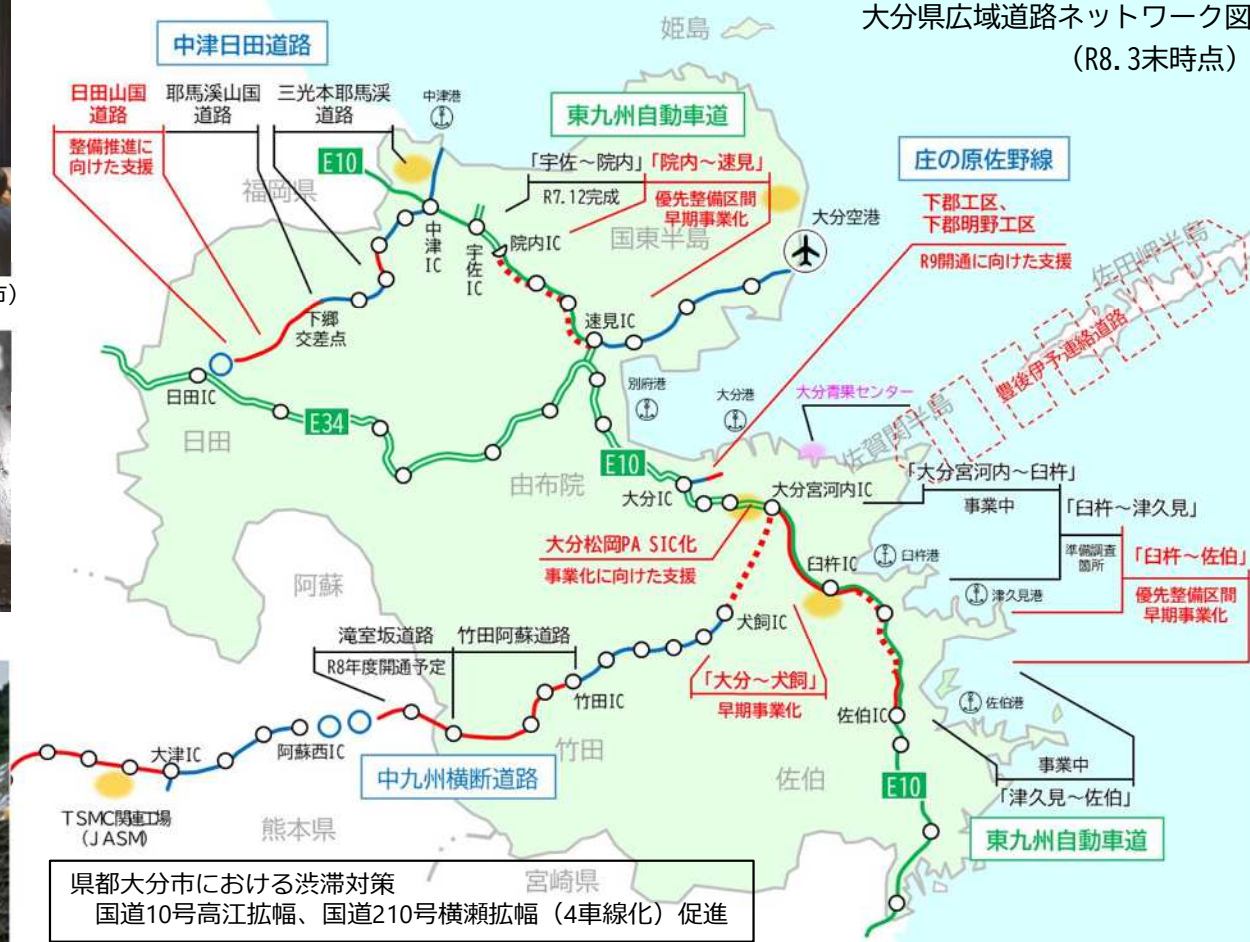 大分県広域道路ネットワーク図
（R8.3末時点）
姫島
中津日田道路
日田山国
道路
整備推進に
向けた支援
耶馬溪山国
道路
三光本耶馬渓
道路
中津港
東九州自動車道
E10
「宇佐～院内」
R7.12完成
「院内～速見」
優先整備区間
早期事業化
庄の原佐野線
下郡工区、
下郡明野工区
R9開通に向けた支援
福岡県
中津IC
宇佐IC
院内IC
国東半島
大分空港
佐田岬半島
豊後伊予連絡道路
市）
下郷
交差点
速見IC
日田IC
E34
日田
別府港
大分港
大分青果センター
佐賀関半島
由布院
E10
大分IC
大分宮河内IC
「大分宮河内～臼杵」
事業中
「臼杵～津久見」
準備調査
箇所
「臼杵～佐伯」
優先整備区間
早期事業化
大分松岡PA SIC化
事業化に向けた支援
臼杵IC
臼杵港
津久見港
阿蘇
犬飼IC
滝室坂道路
R8年度開通予定
竹田阿蘇道路
「大分～犬飼」
早期事業化
竹田IC
佐伯IC
佐伯港
大津IC
阿蘇西IC
竹田
佐伯
中九州横断道路
事業中
「津久見～佐伯」
E10
TSMC関連工場
（JASM）
熊本県
東九州自動車道
宮崎県
県都大分市における渋滞対策
国道10号高江拡幅、国道210号横瀬拡幅（4車線化）促進